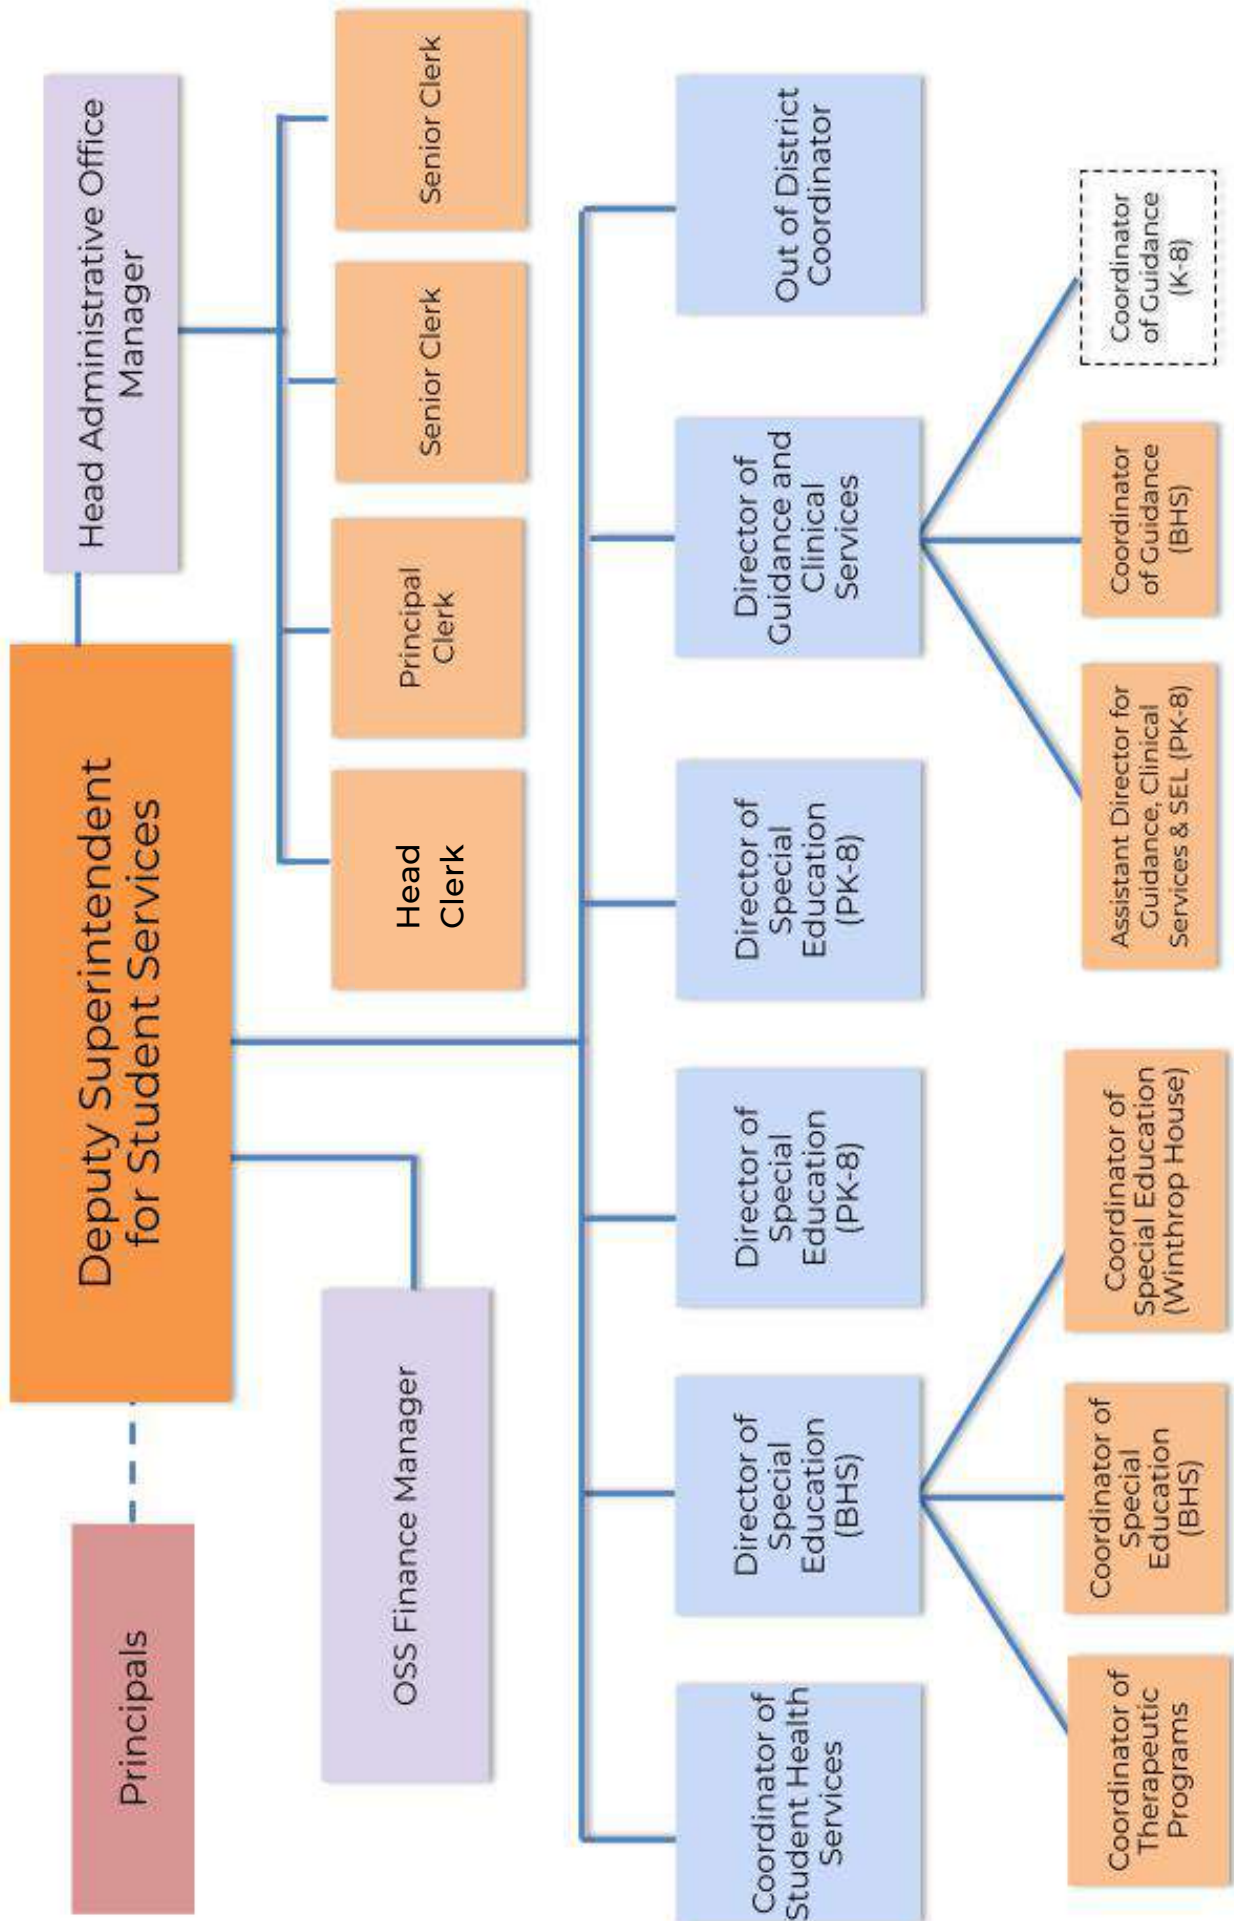 Principals
Deputy Superintendent
for Student Services
Head Administrative Office
Manager
OSS Finance Manager
Head
Clerk
Principal
Clerk
Senior Clerk
Senior Clerk
Coordinator of
Student Health
Services
Director of
Special
Education
(BHS)
Director of
Special
Education
(PK-8)
Director of
Special
Education
(PK-8)
Director of
Guidance and
Clinical
Services
Out of District
Coordinator
Coordinator of
Therapeutic
Programs
Coordinator of
Special
Education
(BHS)
Coordinator of
Special Education
(Winthrop House)
Assistant Director for
Guidance, Clinical
Services & SEL (PK-8)
Coordinator
of Guidance
(BHS)
Coordinator
of Guidance
(K-8)